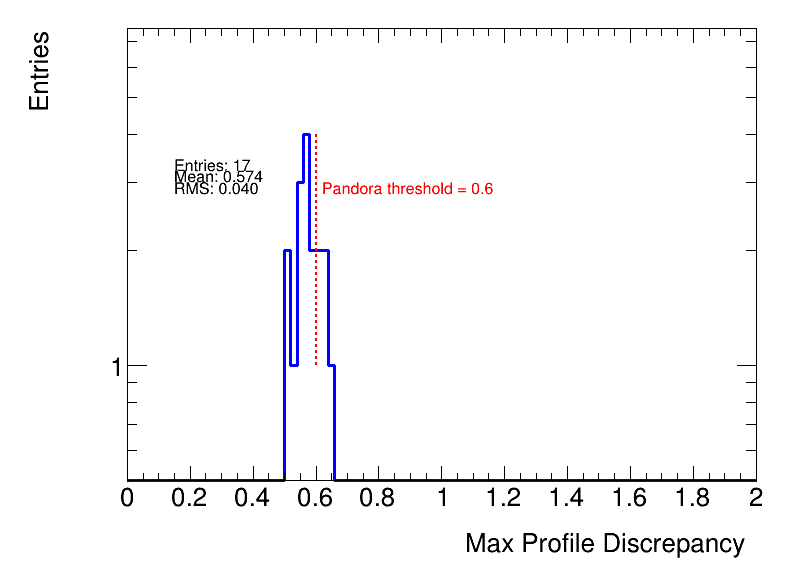 Entries
Entries: 17
Mean: 0.574
RMS: 0.040
Pandora threshold = 0.6
1
0 0.2 0.4 0.6 0.8 1 1.2 1.4 1.6 1.8 2
Max Profile Discrepancy